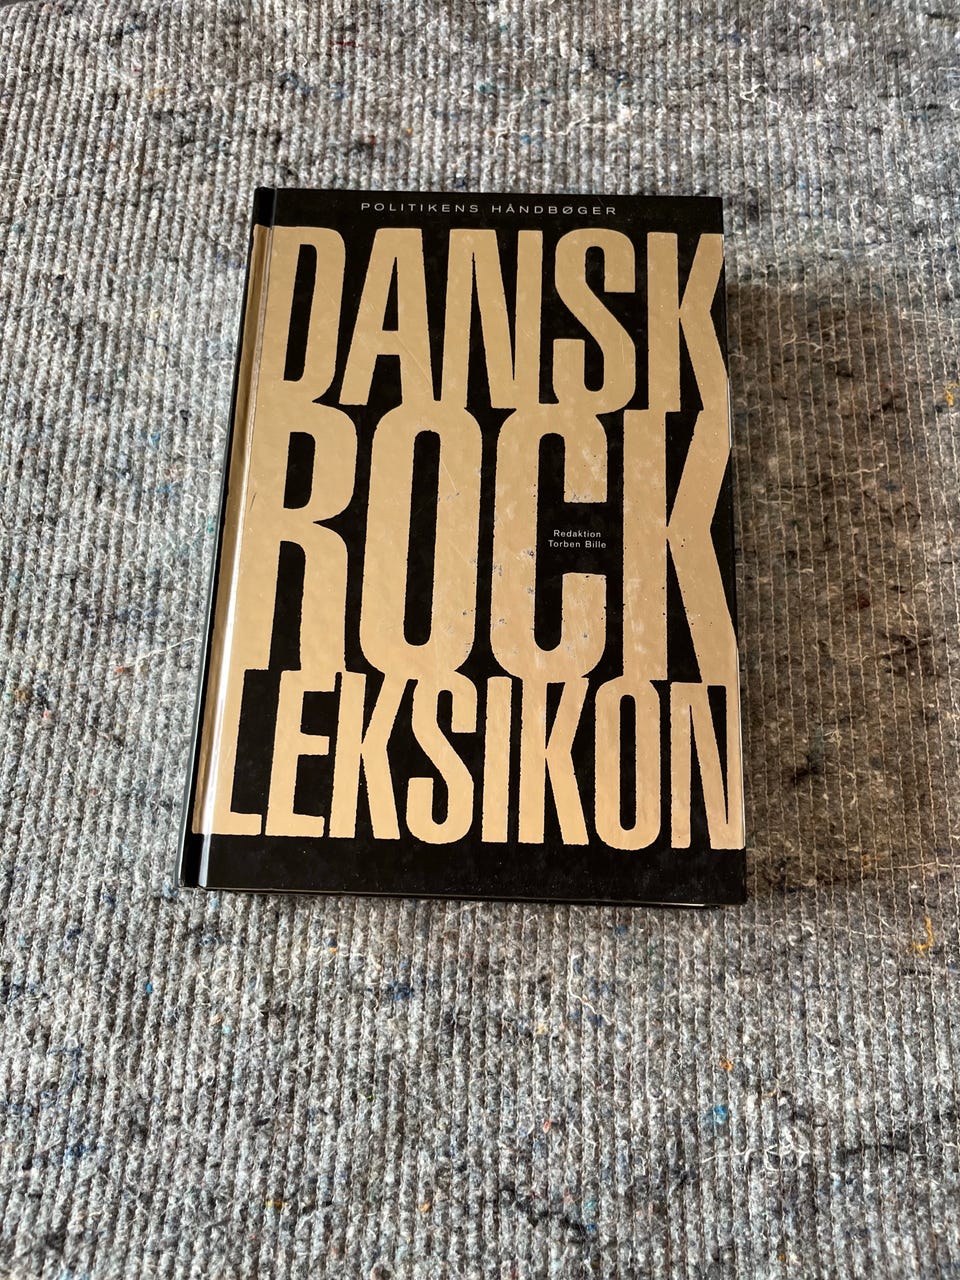 POLITIKENS HÅNDBØGER
DANSK
ROCK
Redaktion
Torben Bille
LEKSIKON